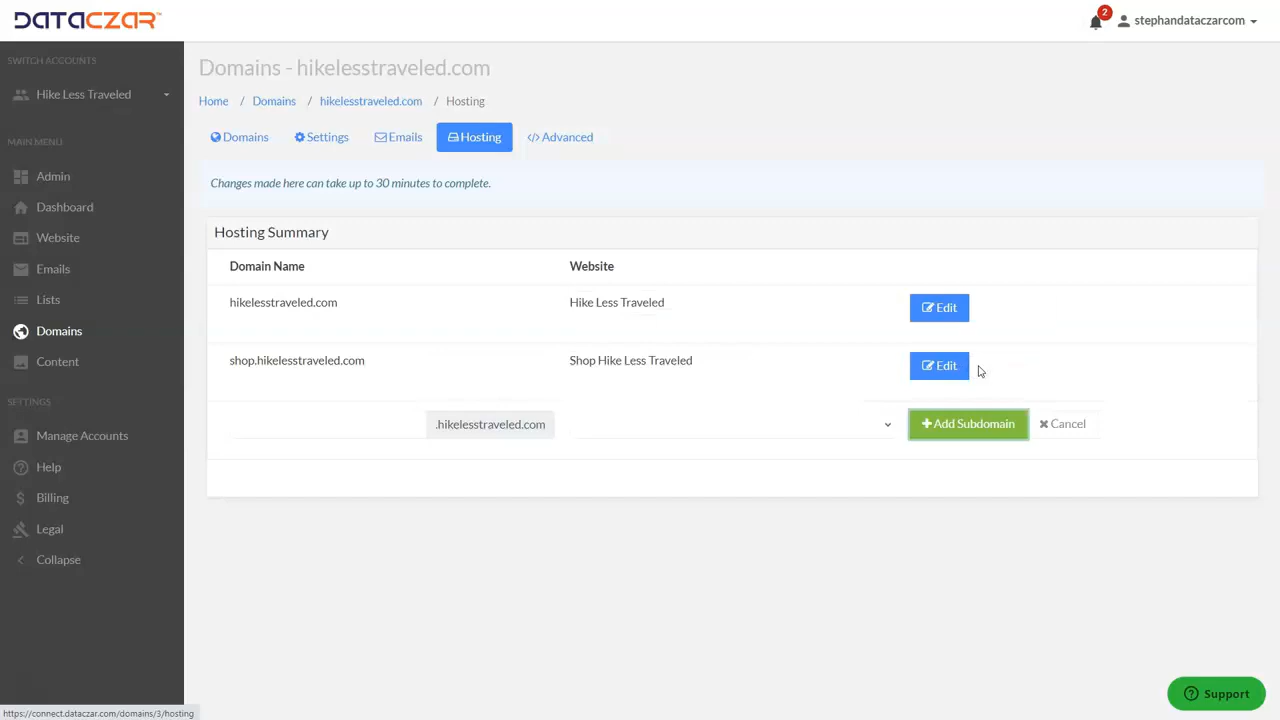 DATACZAR
2
stephandataczarcom
SWITCH ACCOUNTS
Hike Less Traveled
MAIN MENU
Admin
Dashboard
Website
Emails
Lists
Domains
Content
SETTINGS
Manage Accounts
Help
Billing
Legal
Collapse
Domains - hikelesstraveled.com
Home / Domains / hikelesstraveled.com / Hosting
Domains Settings Emails Hosting </> Advanced
Changes made here can take up to 30 minutes to complete.
Hosting Summary
Domain Name Website
hikelesstraveled.com Hike Less Traveled Edit
shop.hikelesstraveled.com Shop Hike Less Traveled Edit
.hikelesstraveled.com + Add Subdomain × Cancel
Support
https://connect.dataczar.com/domains/3/hosting